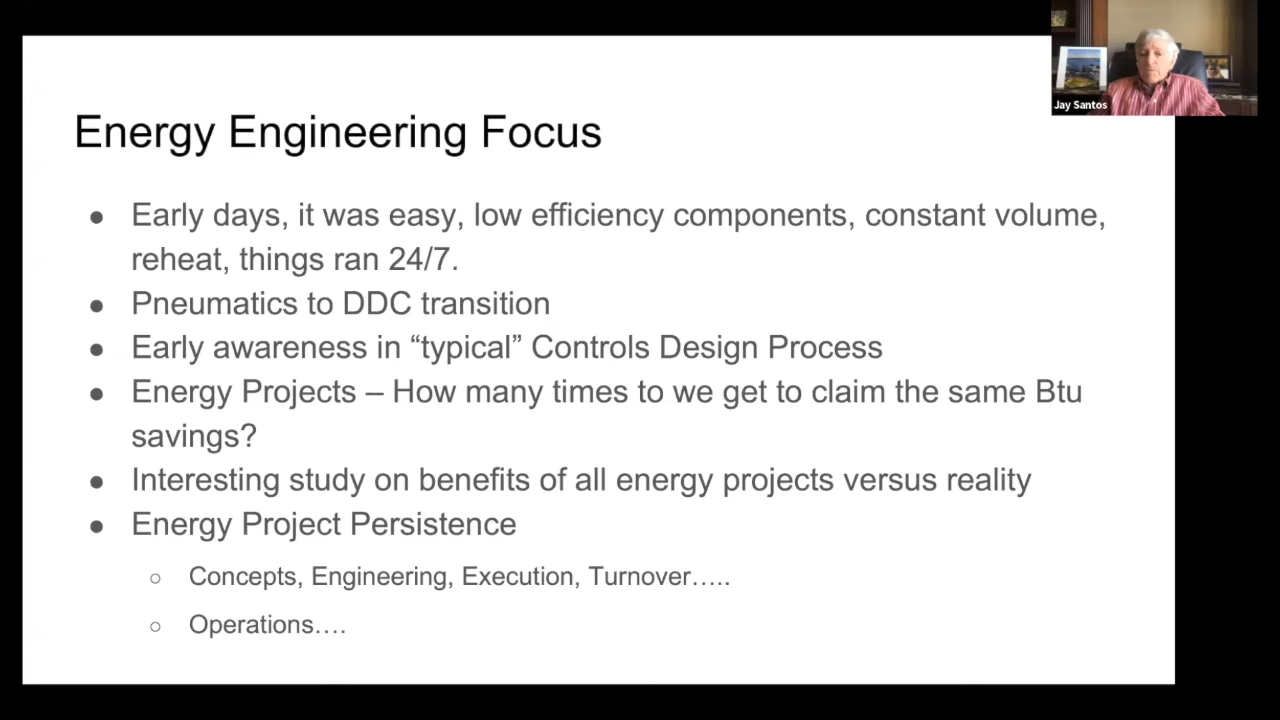 Jay Santos
Energy Engineering Focus
● Early days, it was easy, low efficiency components, constant volume,
reheat, things ran 24/7.
● Pneumatics to DDC transition
● Early awareness in “typical” Controls Design Process
● Energy Projects – How many times to we get to claim the same Btu
savings?
● Interesting study on benefits of all energy projects versus reality
● Energy Project Persistence
○ Concepts, Engineering, Execution, Turnover…..
○ Operations….